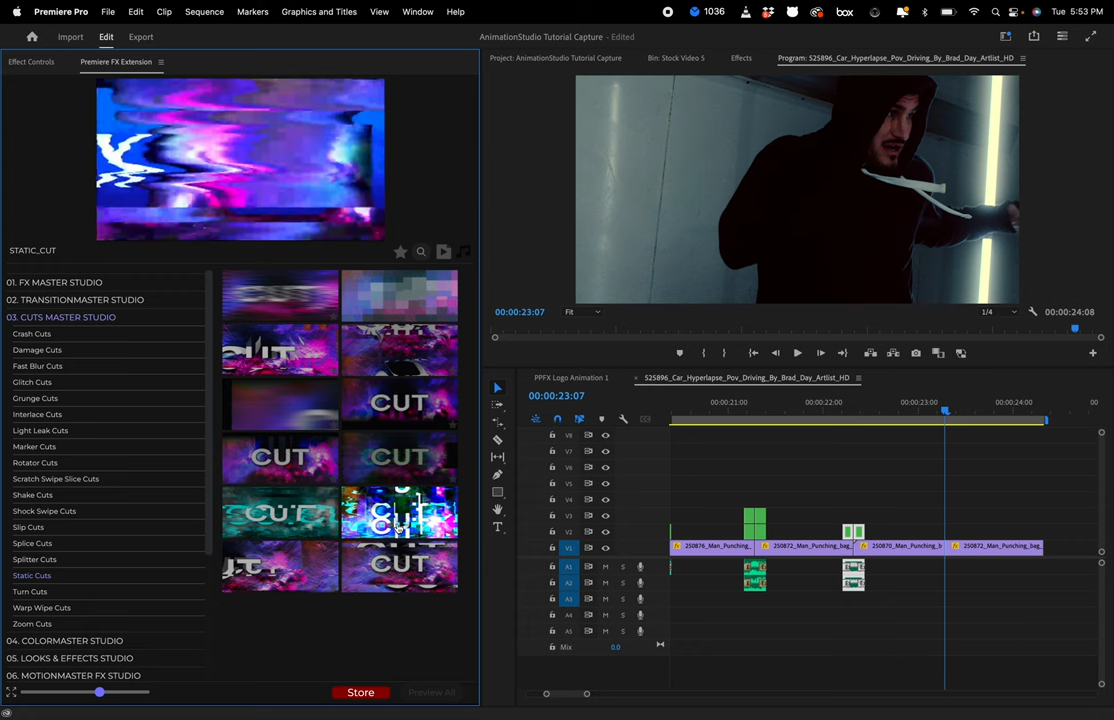 Premiere Pro File Edit Clip Sequence Markers Graphics and Titles View Window Help 1036 box Tue 5:53 PM
Import Edit Export AnimationStudio Tutorial Capture - Edited
Effect Controls Premiere FX Extension
Project: AnimationStudio Tutorial Capture Bin: Stock Video 5 Effects Program: 525896_Car_Hyperlapse_Pov_Driving_By_Brad_Day_Artlist_HD
STATIC_CUT
01. FX MASTER STUDIO
02. TRANSITIONMASTER STUDIO
03. CUTS MASTER STUDIO
Crash Cuts
Damage Cuts
Fast Blur Cuts
Glitch Cuts
Grunge Cuts
Interlace Cuts
Light Leak Cuts
Marker Cuts
Rotator Cuts
Scratch Swipe Slice Cuts
Shake Cuts
Shock Swipe Cuts
Slip Cuts
Splice Cuts
Splitter Cuts
Static Cuts
Turn Cuts
Warp Wipe Cuts
Zoom Cuts
04. COLORMASTER STUDIO
05. LOOKS & EFFECTS STUDIO
06. MOTIONMASTER FX STUDIO
CUT
CUT
CUT
CUT
CUT
CUT
CUT
CUT
Store Preview All
00:00:23:07 Fit 1/4 00:00:24:08
PPFX Logo Animation 1 × 525896_Car_Hyperlapse_Pov_Driving_By_Brad_Day_Artlist_HD
00:00:23:07
00:00:21:00 00:00:22:00 00:00:23:00 00:00:24:00 00
V8
V7
V6
V5
V4
V3
V2
V1 fx 250876_Man_Punching_ fx 250872_Man_Punching_bag_ fx 250870_Man_Punching_b fx 250872_Man_Punching_bag_
A1 M S
A2 M S
A3 M S
A4 M S
A5 M S
Mix 0.0